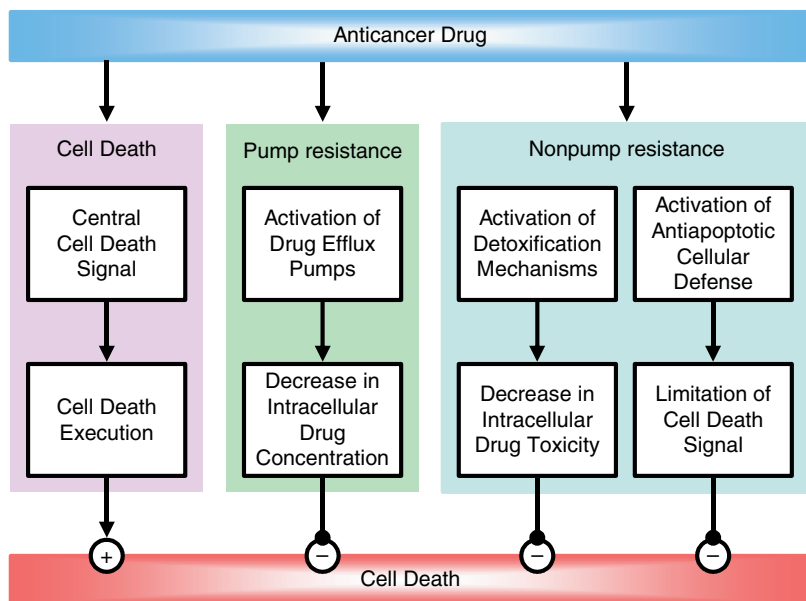 Anticancer Drug
Cell Death
Central
Cell Death
Signal
Cell Death
Execution
+
Pump resistance
Activation of
Drug Efflux
Pumps
Decrease in
Intracellular
Drug
Concentration
−
Nonpump resistance
Activation of
Detoxification
Mechanisms
Decrease in
Intracellular
Drug Toxicity
−
Activation of
Antiapoptotic
Cellular
Defense
Limitation of
Cell Death
Signal
−
Cell Death